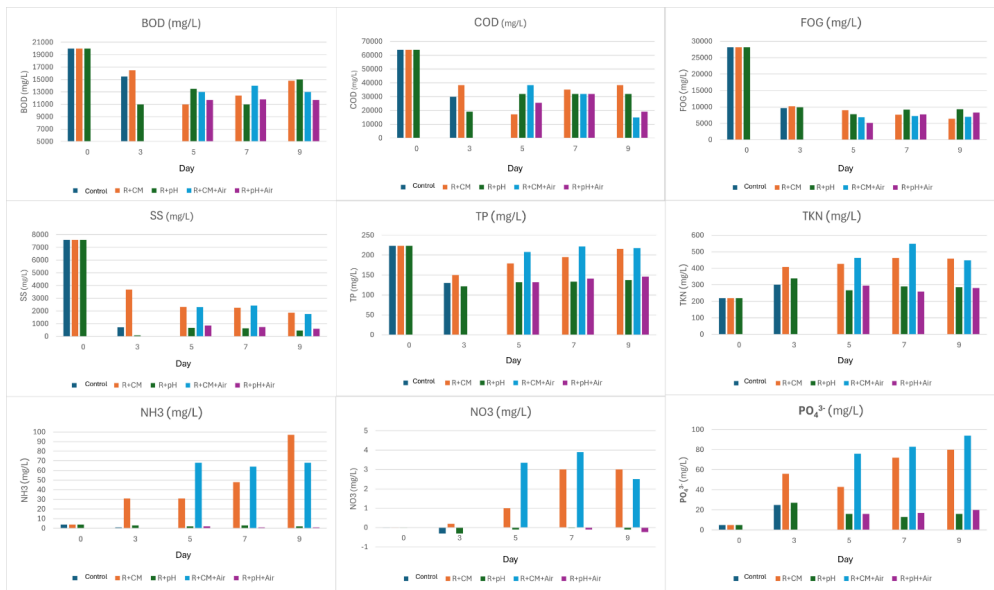 BOD (mg/L)
21000
19000
17000
15000
13000
11000
9000
7000
5000
BOD (mg/L)
0 3 5 7 9
Day
Control R+CM R+pH R+CM+Air R+pH+Air
COD (mg/L)
70000
60000
50000
40000
30000
20000
10000
0
COD (mg/L)
0 3 5 7 9
Day
Control R+CM R+pH R+CM+Air R+pH+Air
FOG (mg/L)
30000
25000
20000
15000
10000
5000
0
FOG (mg/L)
0 3 5 7 9
Day
Control R+CM R+pH R+CM+Air R+pH+Air
SS (mg/L)
8000
7000
6000
5000
4000
3000
2000
1000
0
SS (mg/L)
0 3 5 7 9
Day
Control R+CM R+pH R+CM+Air R+pH+Air
TP (mg/L)
250
200
150
100
50
0
TP (mg/L)
0 3 5 7 9
Day
Control R+CM R+pH R+CM+Air R+pH+Air
TKN (mg/L)
600
500
400
300
200
100
0
TKN (mg/L)
0 3 5 7 9
Day
Control R+CM R+pH R+CM+Air R+pH+Air
NH3 (mg/L)
100
90
80
70
60
50
40
30
20
10
0
NH3 (mg/L)
0 3 5 7 9
Day
Control R+CM R+pH R+CM+Air R+pH+Air
NO3 (mg/L)
5
4
3
2
1
0
-1
NO3 (mg/L)
0 3 5 7 9
Day
Control R+CM R+pH R+CM+Air R+pH+Air
PO₄³⁻ (mg/L)
100
80
60
40
20
0
PO₄³⁻ (mg/L)
0 3 5 7 9
Day
Control R+CM R+pH R+CM+Air R+pH+Air